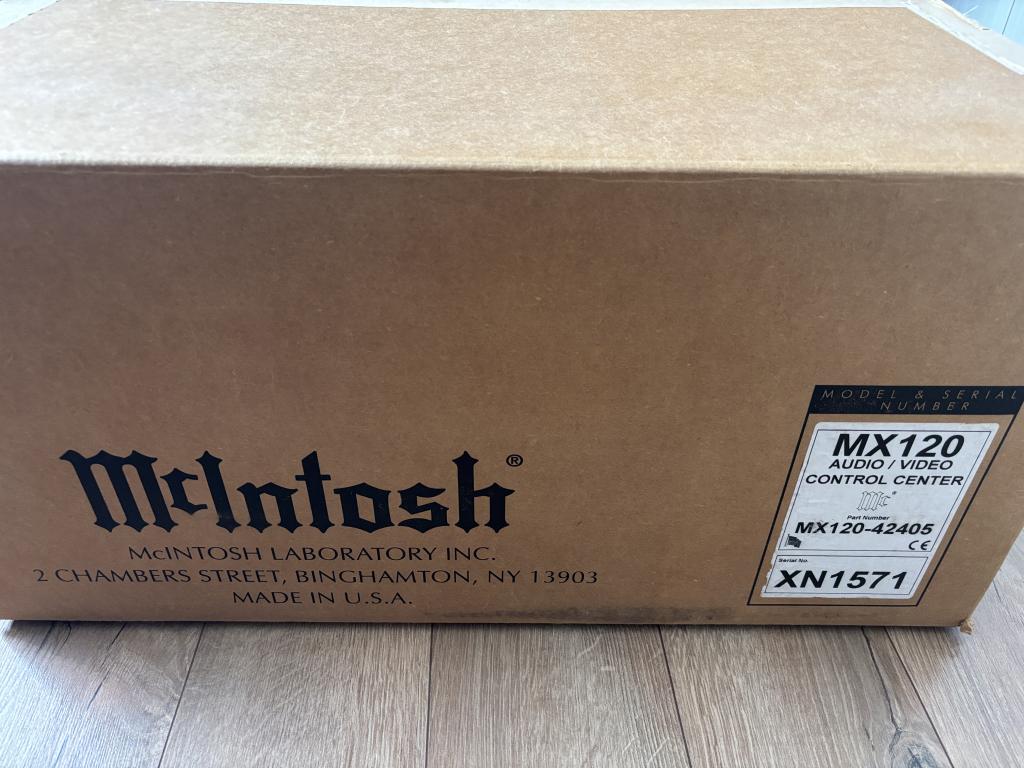 McIntosh®
McINTOSH LABORATORY INC.
2 CHAMBERS STREET, BINGHAMTON, NY 13903
MADE IN U.S.A.
MODEL & SERIAL
NUMBER
MX120
AUDIO / VIDEO
CONTROL CENTER
Mc®
Part Number
MX120-42405
CE
Serial No.
XN1571